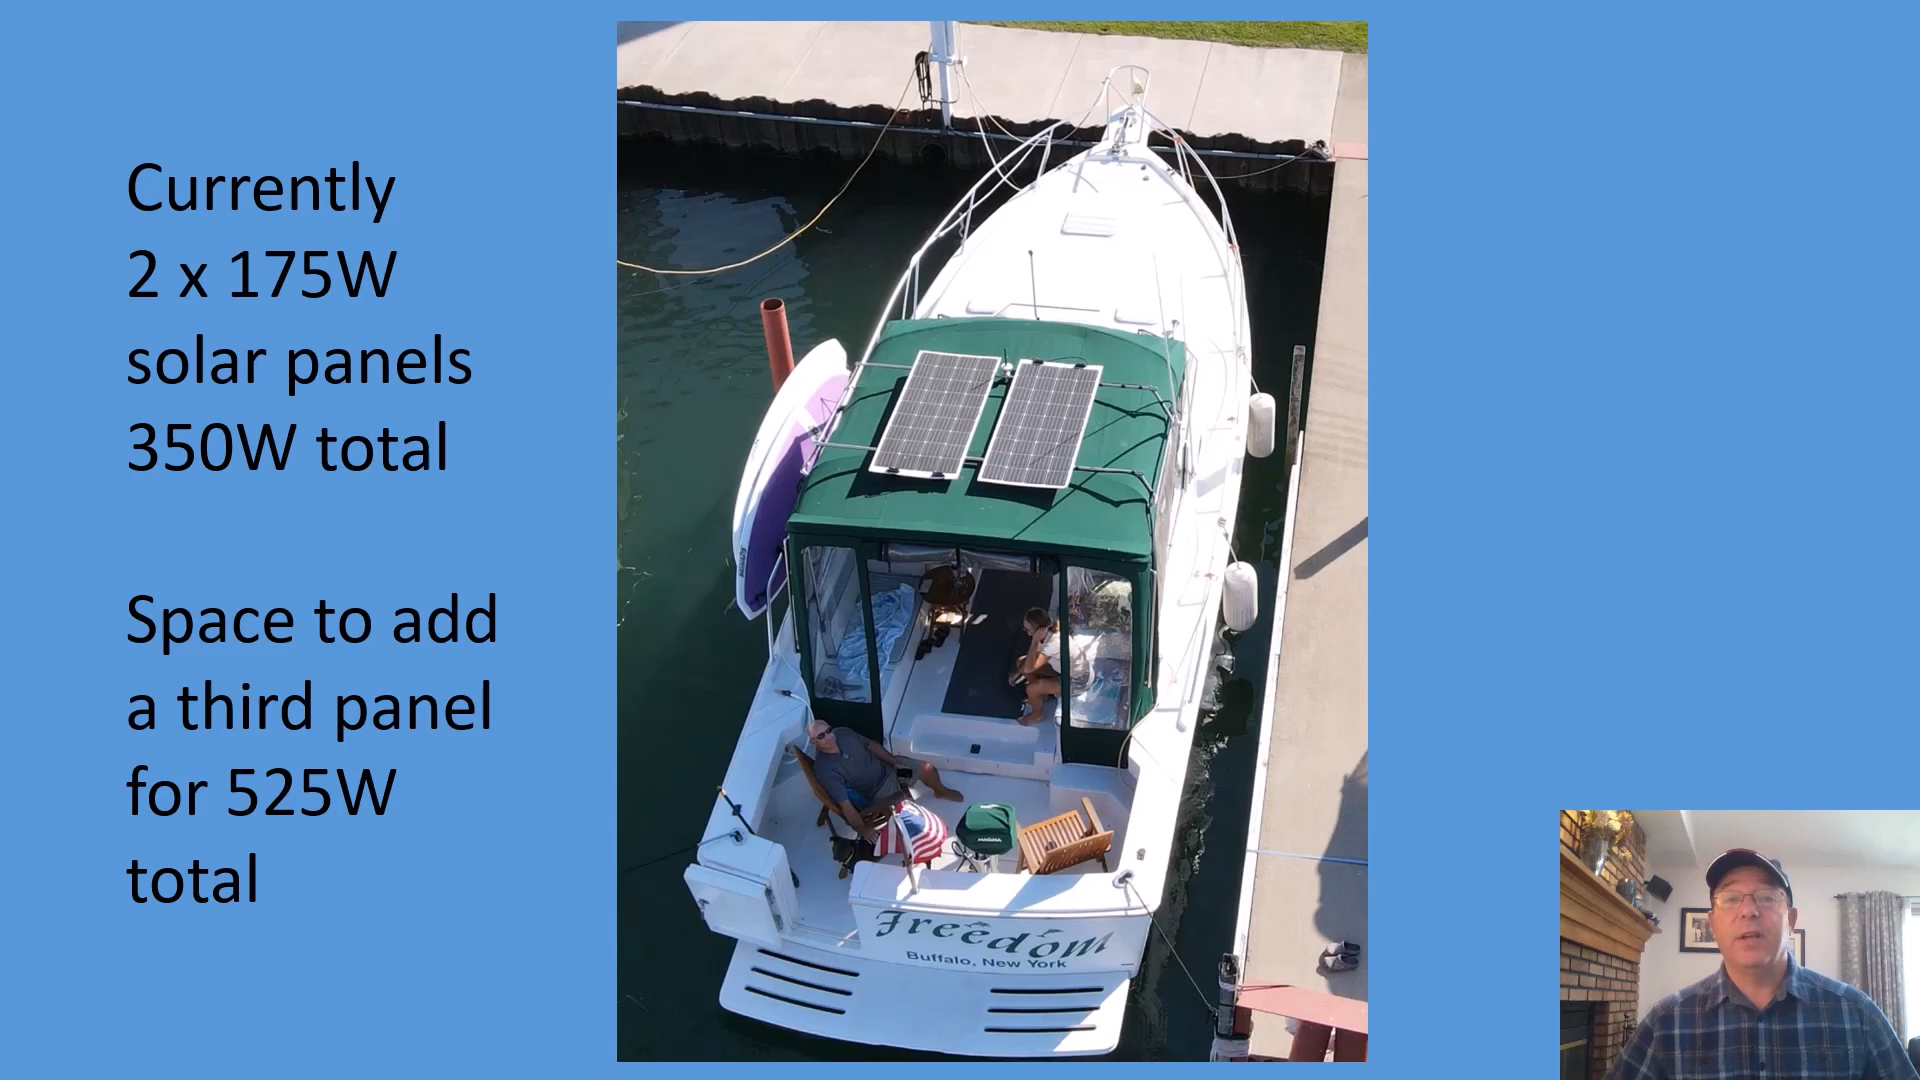 Currently
2 x 175W
solar panels
350W total
Space to add
a third panel
for 525W
total
MAGMA
Freedom
Buffalo, New York